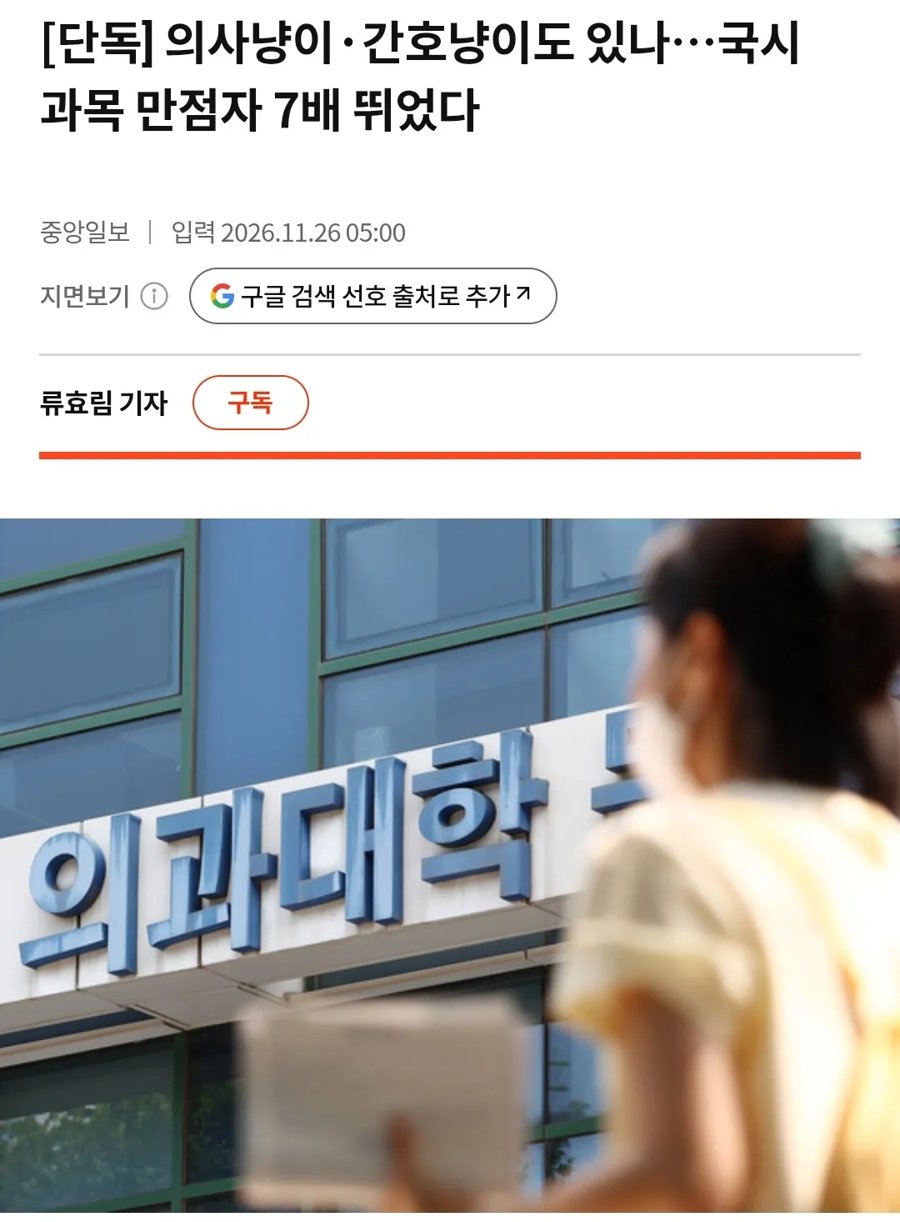 [단독] 의사냥이·간호냥이도 있나…국시
과목 만점자 7배 뛰었다
중앙일보 | 입력 2026.11.26 05:00
지면보기 ⓘ G 구글 검색 선호 출처로 추가↗
류효림 기자 구독
의과대학